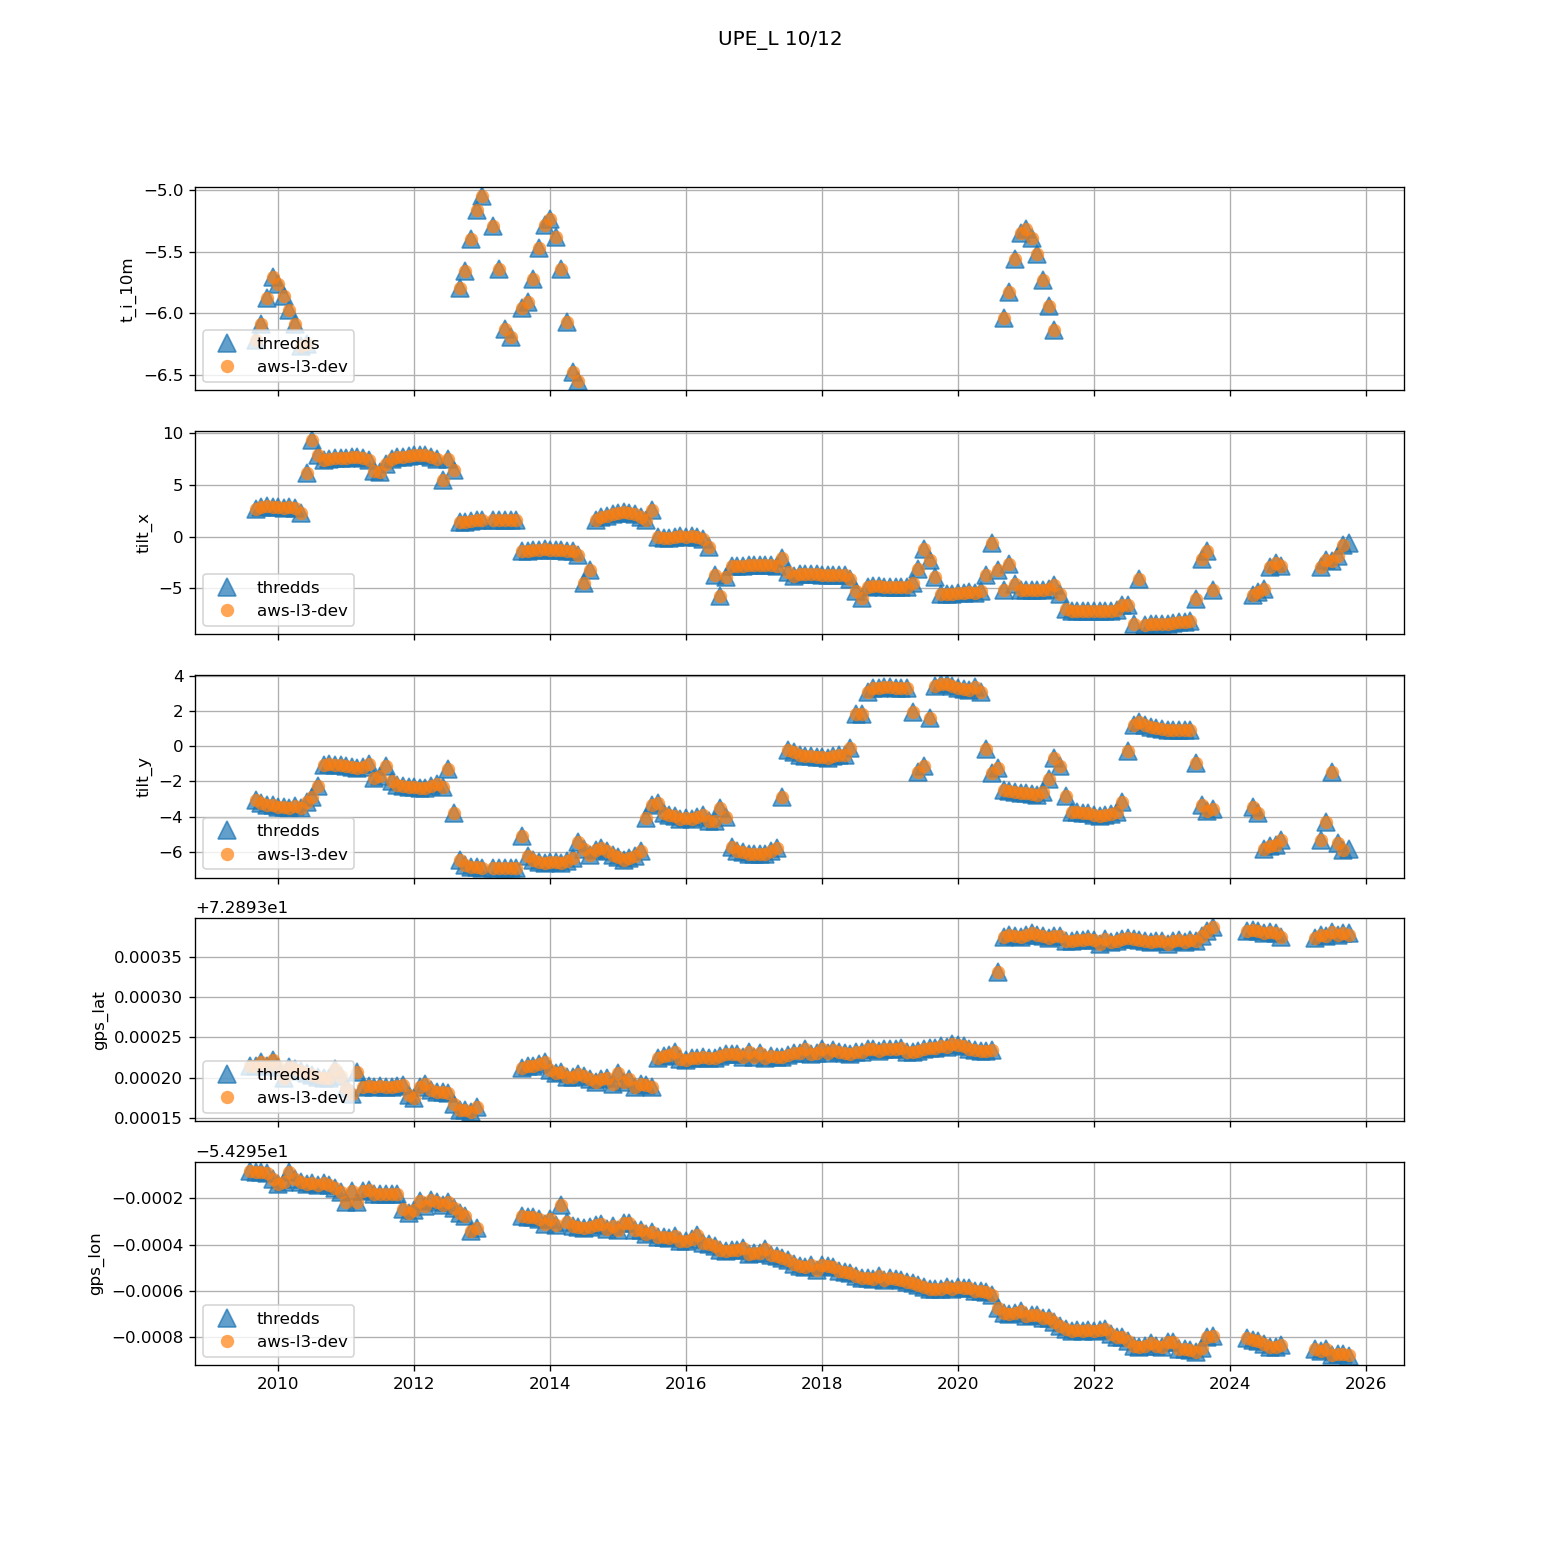 UPE_L 10/12
t_i_10m
−5.0
−5.5
−6.0
−6.5
thredds
aws-l3-dev
tilt_x
10
5
0
−5
thredds
aws-l3-dev
tilt_y
4
2
0
−2
−4
−6
thredds
aws-l3-dev
+7.2893e1
gps_lat
0.00035
0.00030
0.00025
0.00020
0.00015
thredds
aws-l3-dev
−5.4295e1
gps_lon
−0.0002
−0.0004
−0.0006
−0.0008
thredds
aws-l3-dev
2010 2012 2014 2016 2018 2020 2022 2024 2026